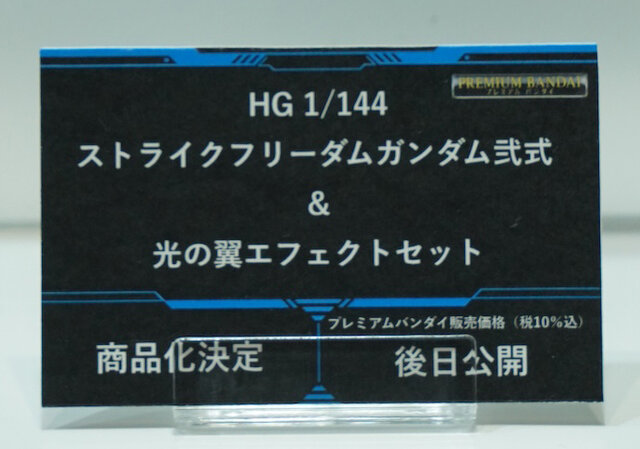 PREMIUM BANDAI
プレミアム バンダイ
HG 1/144
ストライクフリーダムガンダム弐式
&
光の翼エフェクトセット
プレミアムバンダイ販売価格（税10%込）
商品化決定
後日公開